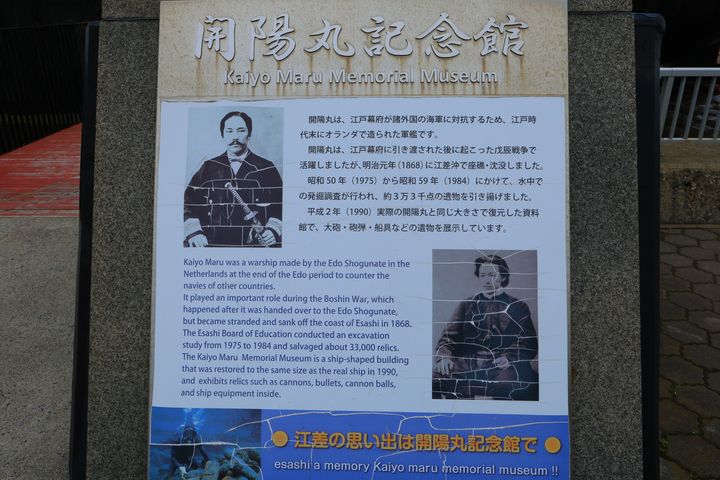 開陽丸記念館
Kaiyo Maru Memorial Museum
開陽丸は、江戸幕府が諸外国の海軍に対抗するため、江戸時
代末にオランダで造られた軍艦です。
開陽丸は、江戸幕府に引き渡された後に起こった戊辰戦争で
活躍しましたが、明治元年（1868）に江差沖で座礁・沈没しました。
昭和50年（1975）から昭和59年（1984）にかけて、水中で
の発掘調査が行われ、約3万3千点の遺物を引き揚げました。
平成2年（1990）実際の開陽丸と同じ大きさで復元した資料
館で、大砲・砲弾・船具などの遺物を展示しています。
Kaiyo Maru was a warship made by the Edo Shogunate in the
Netherlands at the end of the Edo period to counter the
navies of other countries.
It played an important role during the Boshin War, which
happened after it was handed over to the Edo Shogunate,
but became stranded and sank off the coast of Esashi in 1868.
The Esashi Board of Education conducted an excavation
study from 1975 to 1984 and salvaged about 33,000 relics.
The Kaiyo Maru Memorial Museum is a ship-shaped building
that was restored to the same size as the real ship in 1990,
and exhibits relics such as cannons, bullets, cannon balls,
and ship equipment inside.
●江差の思い出は開陽丸記念館で●
esashi a memory Kaiyo maru memorial museum !!